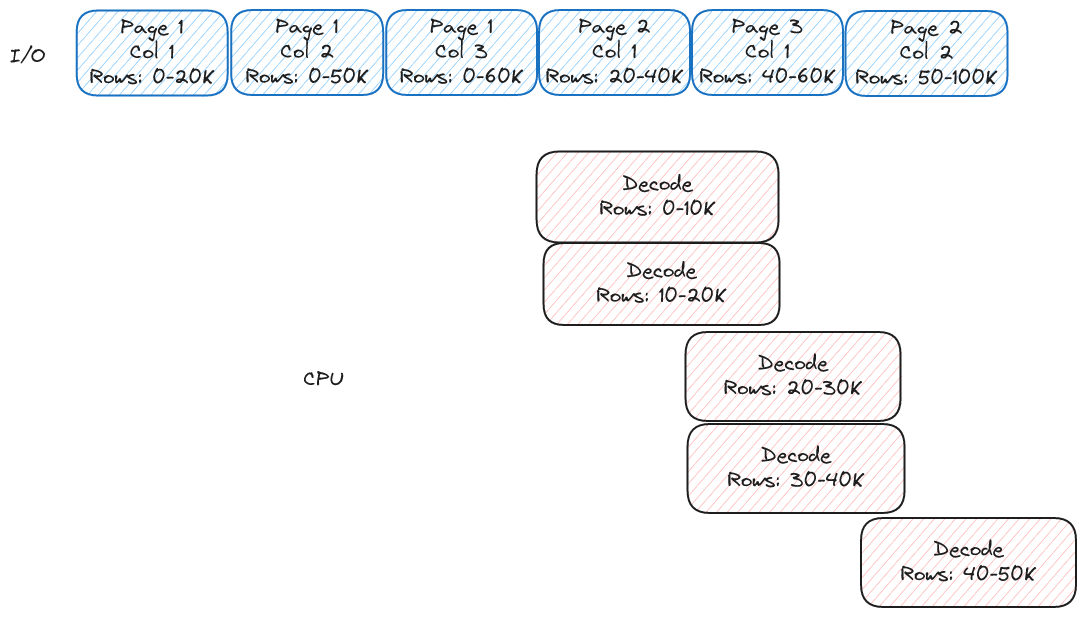 I/O
Page 1
Col 1
Rows: 0-20K
Page 1
Col 2
Rows: 0-50K
Page 1
Col 3
Rows: 0-60K
Page 2
Col 1
Rows: 20-40K
Page 3
Col 1
Rows: 40-60K
Page 2
Col 2
Rows: 50-100K
Decode
Rows: 0-10K
Decode
Rows: 10-20K
CPU
Decode
Rows: 20-30K
Decode
Rows: 30-40K
Decode
Rows: 40-50K